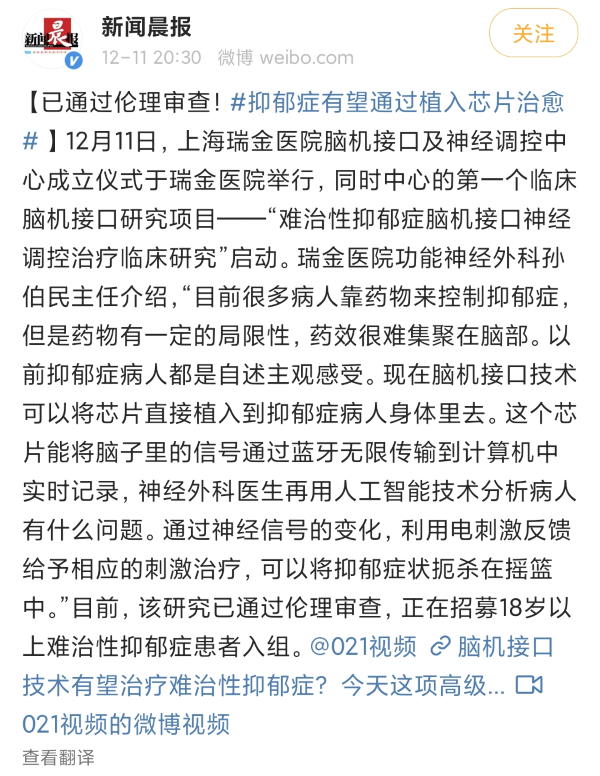 新闻晨报
新闻晨报
关注
12-11 20:30 微博 weibo.com
【已通过伦理审查！#抑郁症有望通过植入芯片治愈
#】12月11日，上海瑞金医院脑机接口及神经调控中
心成立仪式于瑞金医院举行，同时中心的第一个临床
脑机接口研究项目——“难治性抑郁症脑机接口神经
调控治疗临床研究”启动。瑞金医院功能神经外科孙
伯民主任介绍，“目前很多病人靠药物来控制抑郁症，
但是药物有一定的局限性，药效很难集聚在脑部。以
前抑郁症病人都是自述主观感受。现在脑机接口技术
可以将芯片直接植入到抑郁症病人身体里去。这个芯
片能将脑子里的信号通过蓝牙无限传输到计算机中
实时记录，神经外科医生再用人工智能技术分析病人
有什么问题。通过神经信号的变化，利用电刺激反馈
给予相应的刺激治疗，可以将抑郁症状扼杀在摇篮
中。”目前，该研究已通过伦理审查，正在招募18岁以
上难治性抑郁症患者入组。@021视频 脑机接口
技术有望治疗难治性抑郁症？今天这项高级...
021视频的微博视频
查看翻译